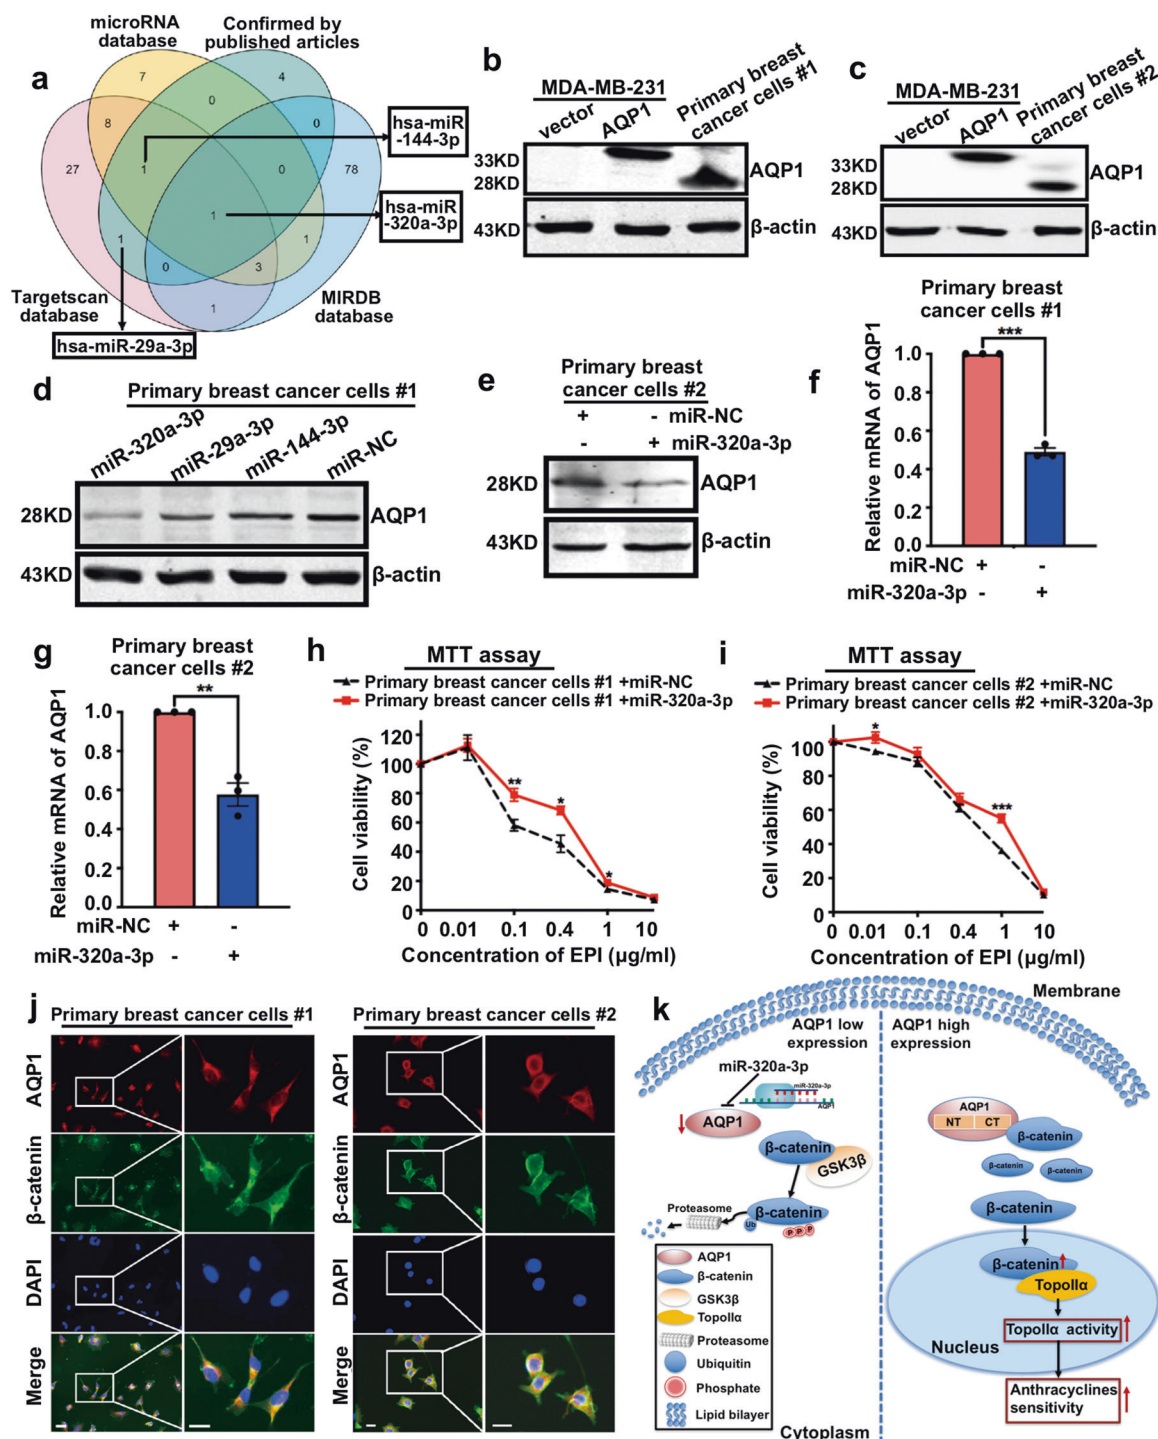 a
microRNA
database
Confirmed by
published articles
7
4
0
8
0
27
1
0
78
1
1
1
0
3
1
hsa-miR
-144-3p
hsa-miR
-320a-3p
Targetscan
database
MIRDB
database
hsa-miR-29a-3p
b
MDA-MB-231
vector
AQP1
Primary breast
cancer cells #1
33KD
28KD
AQP1
43KD
β-actin
c
MDA-MB-231
vector
AQP1
Primary breast
cancer cells #2
33KD
28KD
AQP1
43KD
β-actin
d
Primary breast cancer cells #1
miR-320a-3p
miR-29a-3p
miR-144-3p
miR-NC
28KD
AQP1
43KD
β-actin
e
Primary breast
cancer cells #2
+ - miR-NC
- + miR-320a-3p
28KD
AQP1
43KD
β-actin
f
Primary breast
cancer cells #1
***
Relative mRNA of AQP1
1.0
0.8
0.6
0.4
0.2
0.0
miR-NC + -
miR-320a-3p - +
g
Primary breast
cancer cells #2
**
Relative mRNA of AQP1
1.0
0.8
0.6
0.4
0.2
0.0
miR-NC + -
miR-320a-3p - +
h
MTT assay
Primary breast cancer cells #1 +miR-NC
Primary breast cancer cells #1 +miR-320a-3p
Cell viability (%)
120
100
80
60
40
20
0
**
*
*
0 0.01 0.1 0.4 1 10
Concentration of EPI (μg/ml)
i
MTT assay
Primary breast cancer cells #2 +miR-NC
Primary breast cancer cells #2 +miR-320a-3p
Cell viability (%)
100
80
60
40
20
0
*
***
0 0.01 0.1 0.4 1 10
Concentration of EPI (μg/ml)
j
Primary breast cancer cells #1
Primary breast cancer cells #2
AQP1
β-catenin
DAPI
Merge
AQP1
β-catenin
DAPI
Merge
k
Membrane
AQP1 low
expression
AQP1 high
expression
miR-320a-3p
miR-320a-3p
AQP1
AQP1
β-catenin
GSK3β
β-catenin
Ub
P P P
Proteasome
AQP1
NT CT
β-catenin
β-catenin
β-catenin
β-catenin
β-catenin
TopoIIα
TopoIIα activity
Nucleus
Anthracyclines
sensitivity
AQP1
β-catenin
GSK3β
TopoIIα
Proteasome
Ubiquitin
Phosphate
Lipid bilayer
Cytoplasm